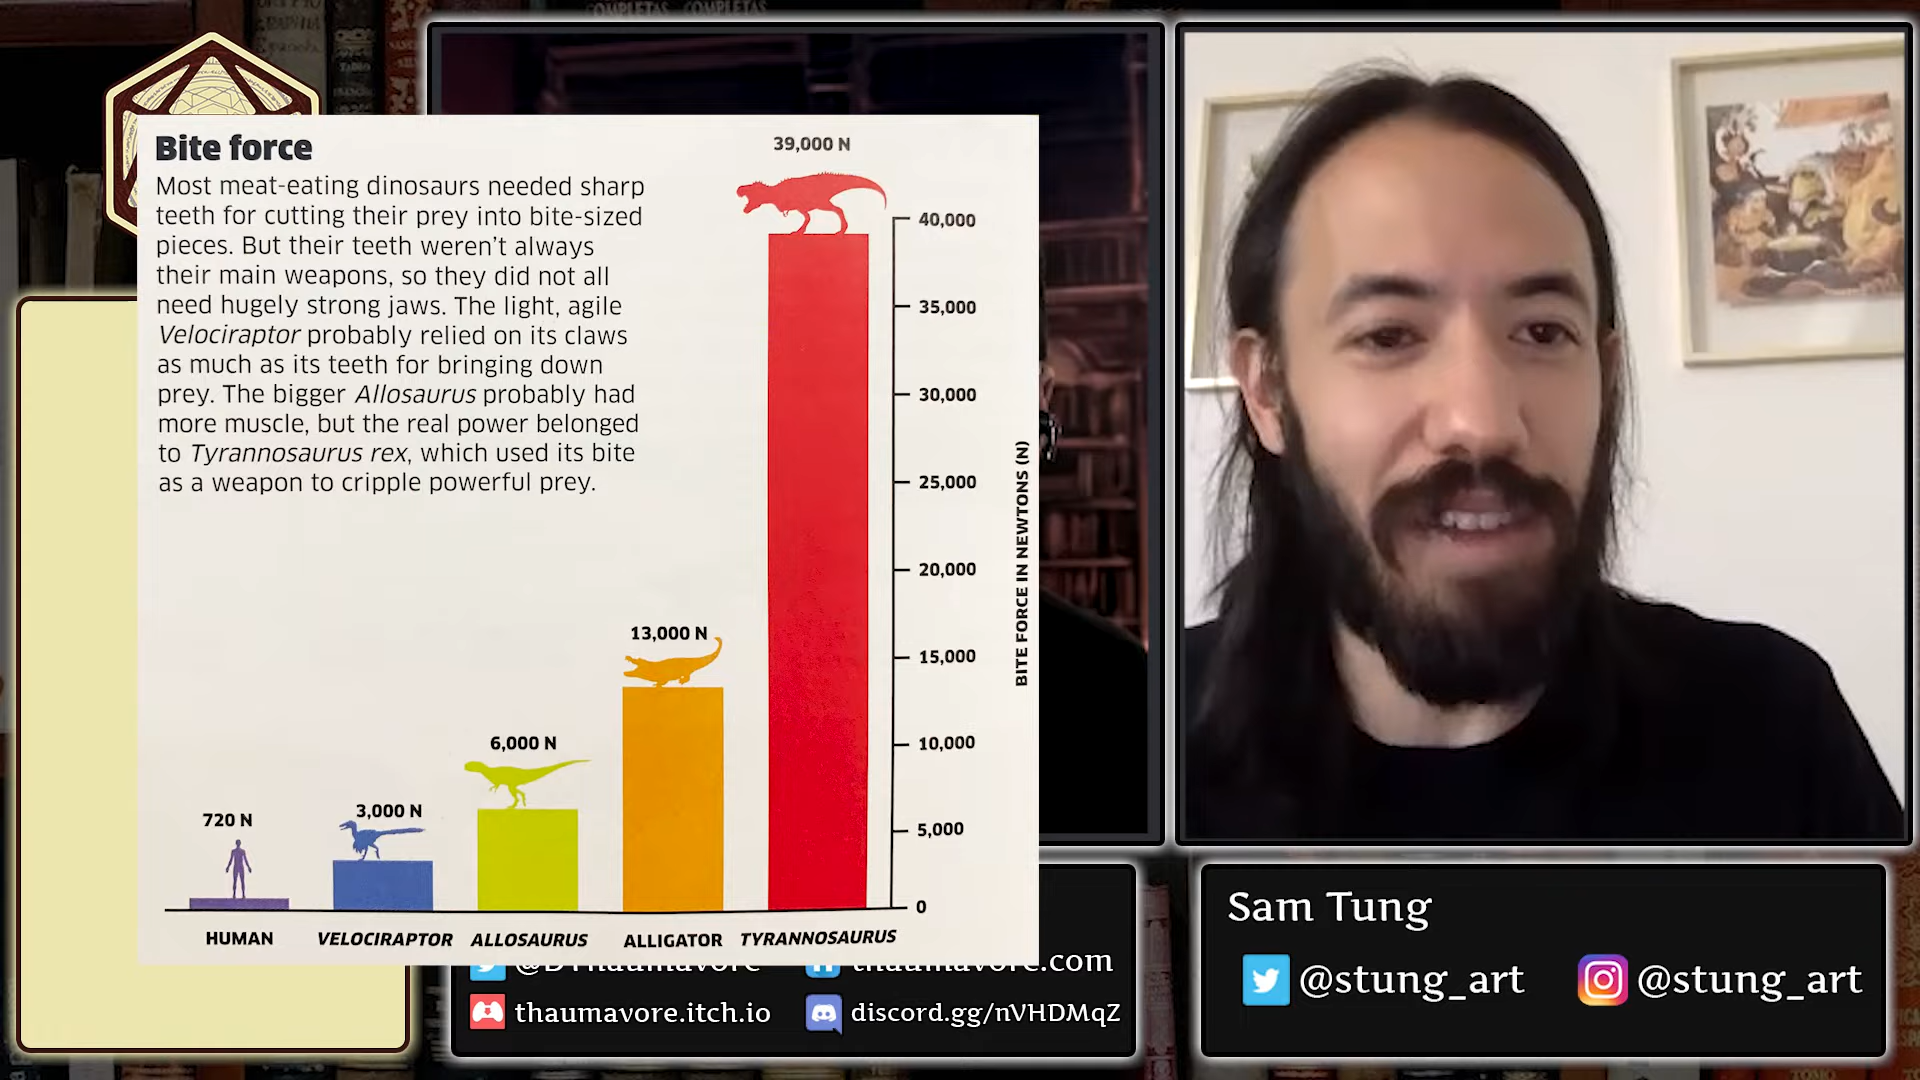 COMPLETAS COMPLETAS
Bite force
Most meat-eating dinosaurs needed sharp
teeth for cutting their prey into bite-sized
pieces. But their teeth weren't always
their main weapons, so they did not all
need hugely strong jaws. The light, agile
Velociraptor probably relied on its claws
as much as its teeth for bringing down
prey. The bigger Allosaurus probably had
more muscle, but the real power belonged
to Tyrannosaurus rex, which used its bite
as a weapon to cripple powerful prey.
39,000 N
13,000 N
6,000 N
3,000 N
720 N
40,000
35,000
30,000
25,000
20,000
15,000
10,000
5,000
0
BITE FORCE IN NEWTONS (N)
HUMAN VELOCIRAPTOR ALLOSAURUS ALLIGATOR TYRANNOSAURUS
@DThaumavore thaumavore.com
thaumavore.itch.io discord.gg/nVHDMqZ
Sam Tung
@stung_art @stung_art
TOMO